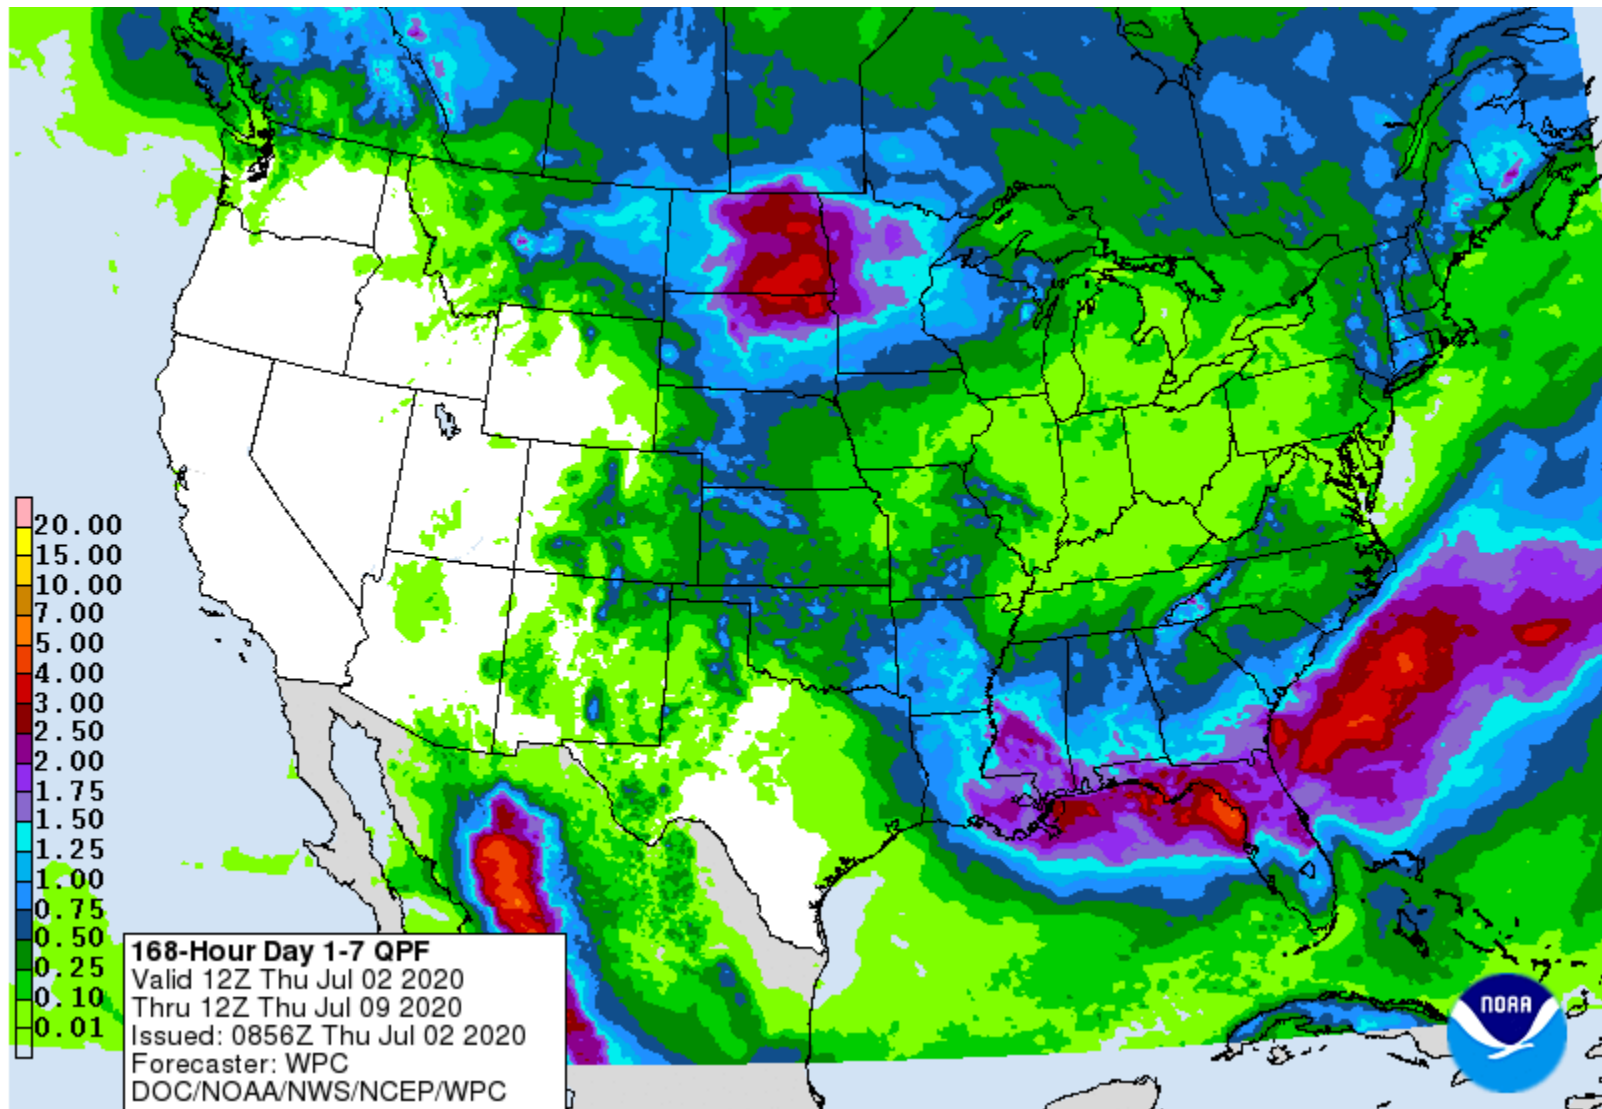 20.00
15.00
10.00
7.00
5.00
4.00
3.00
2.50
2.00
1.75
1.50
1.25
1.00
0.75
0.50
0.25
0.10
0.01
168-Hour Day 1-7 QPF
Valid 12Z Thu Jul 02 2020
Thru 12Z Thu Jul 09 2020
Issued: 0856Z Thu Jul 02 2020
Forecaster: WPC
DOC/NOAA/NWS/NCEP/WPC
NOAA